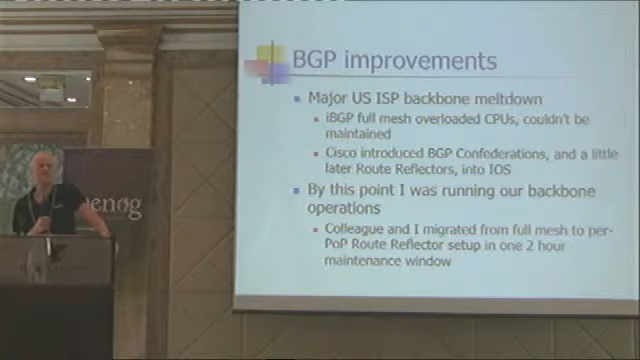 BGP improvements
Major US ISP backbone meltdown
iBGP full mesh overloaded CPUs, couldn't be
maintained
Cisco introduced BGP Confederations, and a little
later Route Reflectors, into IOS
By this point I was running our backbone
operations
Colleague and I migrated from full mesh to per-
PoP Route Reflector setup in one 2 hour
maintenance window